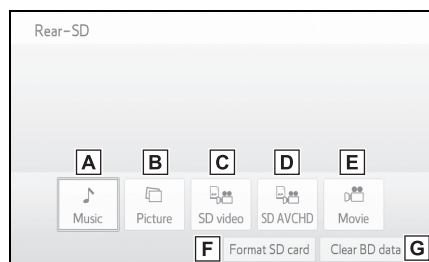 Rear-SD
A B C D E
Music Picture SD video SD AVCHD Movie
F Format SD card Clear BD data G